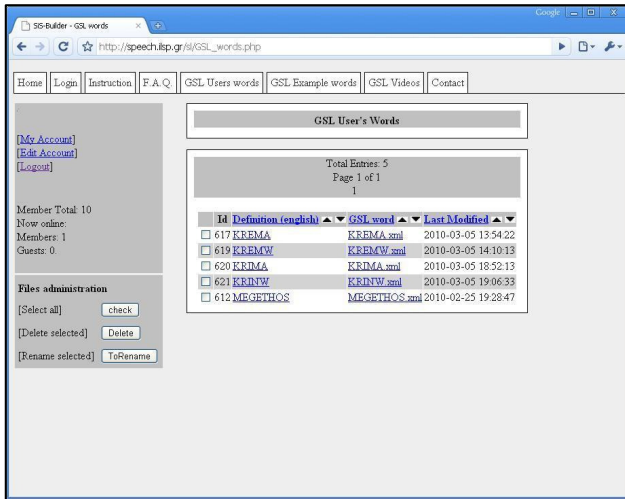 Google
SiS-Builder - GSL words
http://speech.ilsp.gr/sl/GSL_words.php
Home Login Instruction F.A.Q. GSL Users words GSL Example words GSL Videos Contact
[My Account]
[Edit Account]
[Logout]
Member Total: 10
Now online:
Members: 1
Guests: 0.
Files administration
[Select all] check
[Delete selected] Delete
[Rename selected] ToRename
GSL User's Words
Total Entries: 5
Page 1 of 1
1
Id Definition (english) ▲ ▼ GSL word ▲ ▼ Last Modified ▲ ▼
617 KREMA KREMA.xml 2010-03-05 13:54:22
619 KREMW KREMW.xml 2010-03-05 14:10:13
620 KRIMA KRIMA.xml 2010-03-05 18:52:13
621 KRINW KRINW.xml 2010-03-05 19:06:33
612 MEGETHOS MEGETHOS.xml 2010-02-25 19:28:47